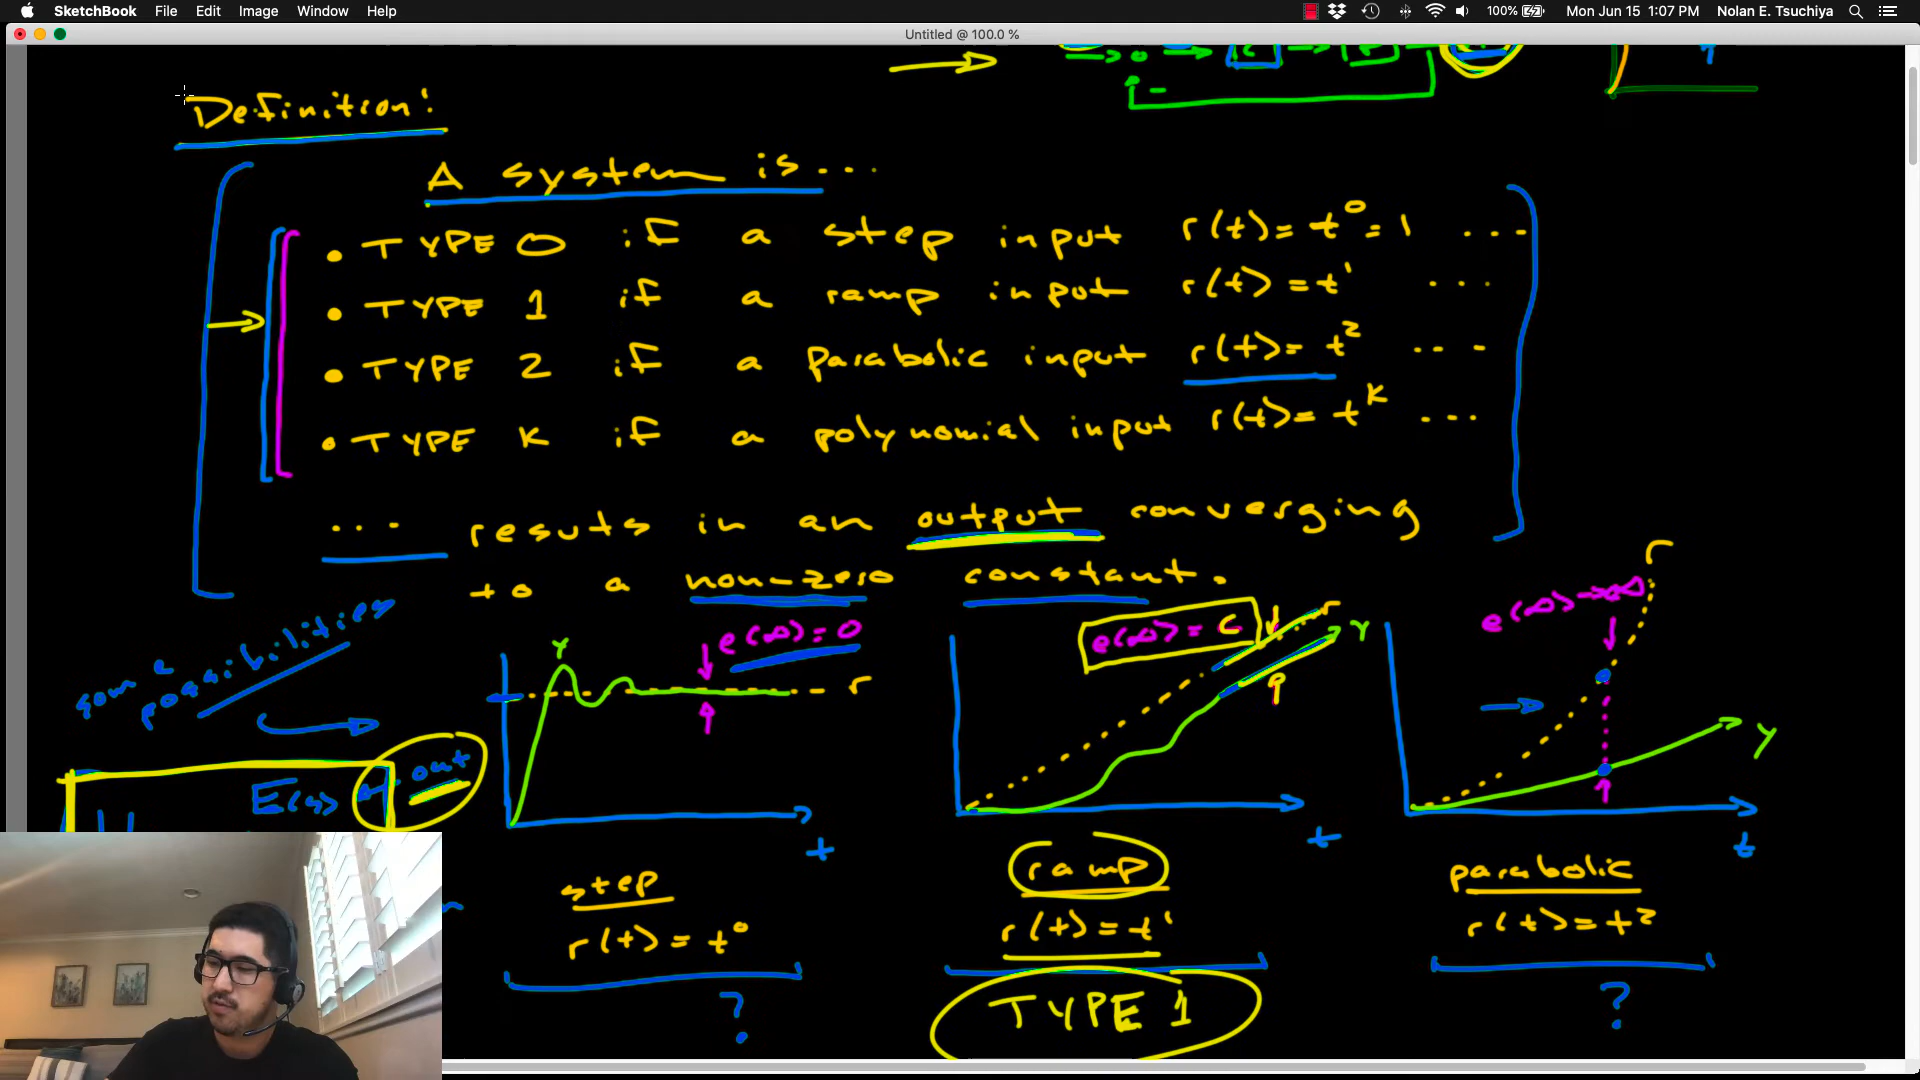 SketchBook File Edit Image Window Help 100% Mon Jun 15 1:07 PM Nolan E. Tsuchiya
Untitled @ 100.0 %
Definition:
A system is...
• TYPE 0 if a step input r(t)= t⁰ = 1 ...
• TYPE 1 if a ramp input r(t) = t¹ ...
• TYPE 2 if a parabolic input r(t)= t² ...
• TYPE K if a polynomial input r(t)= t^K ...
... resuts in an output converging
to a non-zero constant.
possibilities
E(s)
out
Y
e(∞)=0
r
t
step
r(t) = t⁰
?
e(∞) = C
r
Y
t
ramp
r(t) = t¹
TYPE 1
e(∞)→∞
r
Y
t
parabolic
r(t) = t²
?